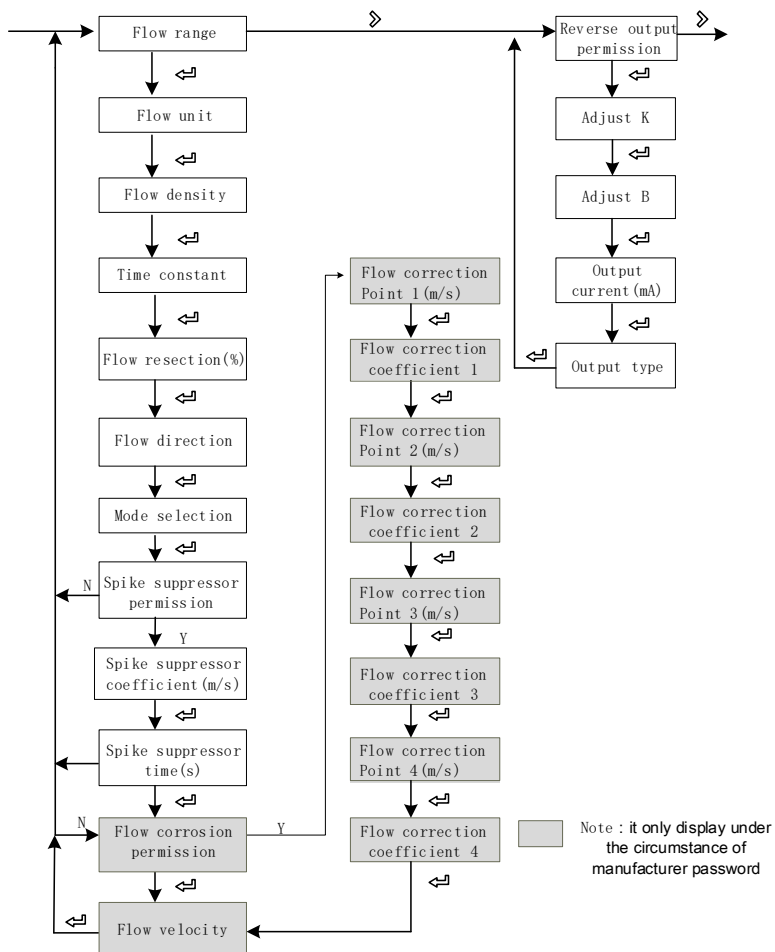 Flow range
Flow unit
Flow density
Time constant
Flow resection(%)
Flow direction
Mode selection
N
Spike suppressor
permission
Y
Spike suppressor
coefficient(m/s)
Spike suppressor
time(s)
N
Flow corrosion
permission
Y
Flow velocity
Flow correction
Point 1(m/s)
Flow correction
coefficient 1
Flow correction
Point 2(m/s)
Flow correction
coefficient 2
Flow correction
Point 3(m/s)
Flow correction
coefficient 3
Flow correction
Point 4(m/s)
Flow correction
coefficient 4
Reverse output
permission
Adjust K
Adjust B
Output
current(mA)
Output type
Note : it only display under
the circumstance of
manufacturer password